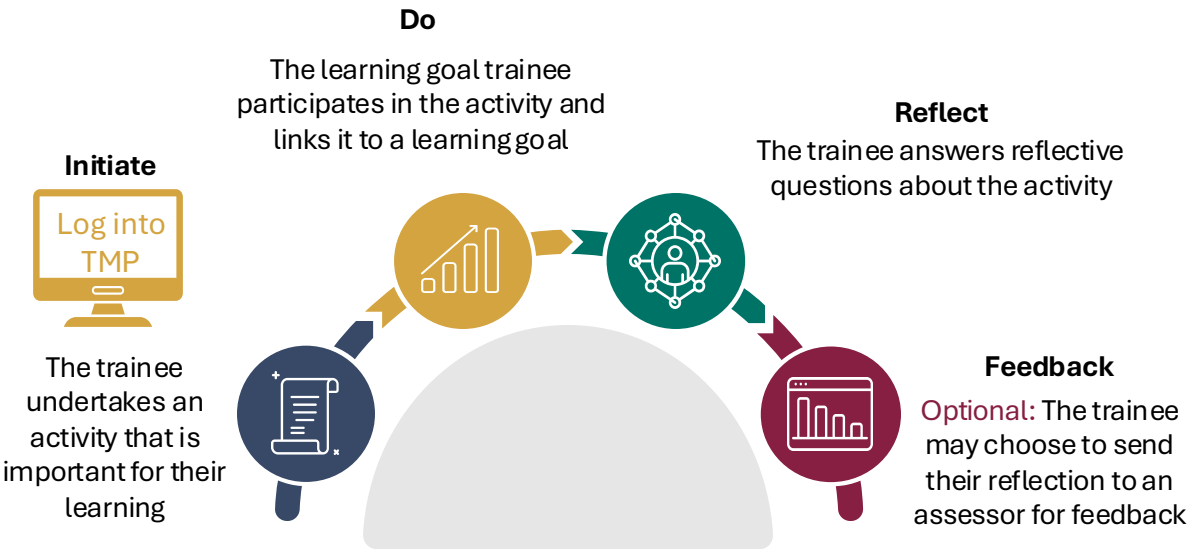 Initiate
Log into
TMP
The trainee
undertakes an
activity that is
important for their
learning
Do
The learning goal trainee
participates in the activity and
links it to a learning goal
Reflect
The trainee answers reflective
questions about the activity
Feedback
Optional: The trainee
may choose to send
their reflection to an
assessor for feedback